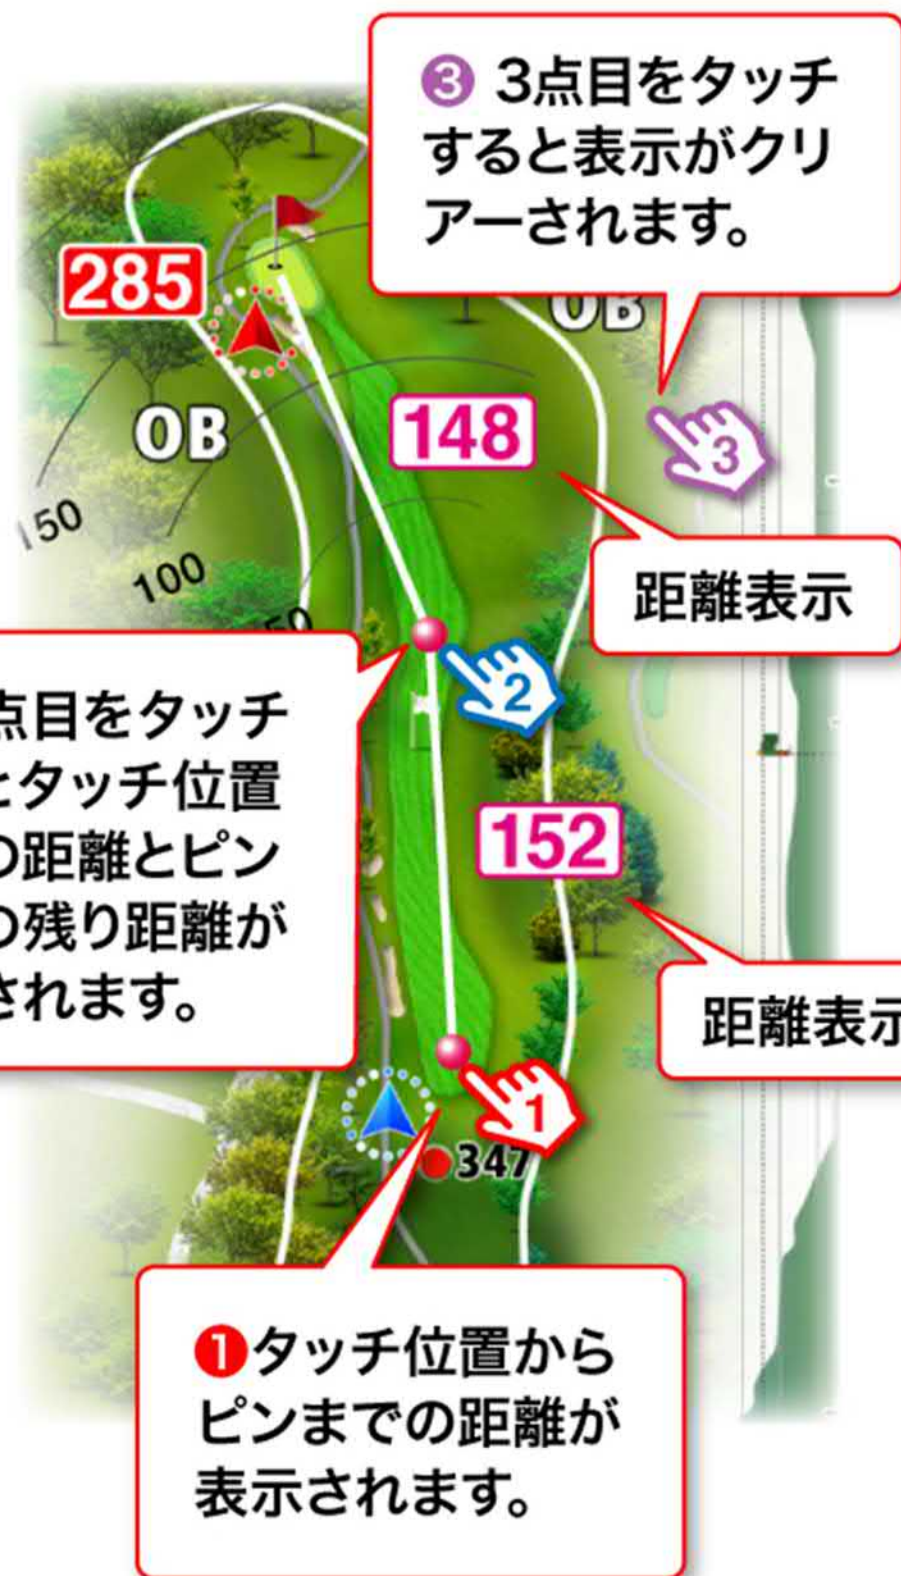 ❸ 3点目をタッチ
すると表示がクリ
アーされます。
285
OB
OB
148
3
150
100
50
距離表示
点目をタッチ
とタッチ位置
の距離とピン
の残り距離が
されます。
2
152
距離表示
1
347
❶タッチ位置から
ピンまでの距離が
表示されます。